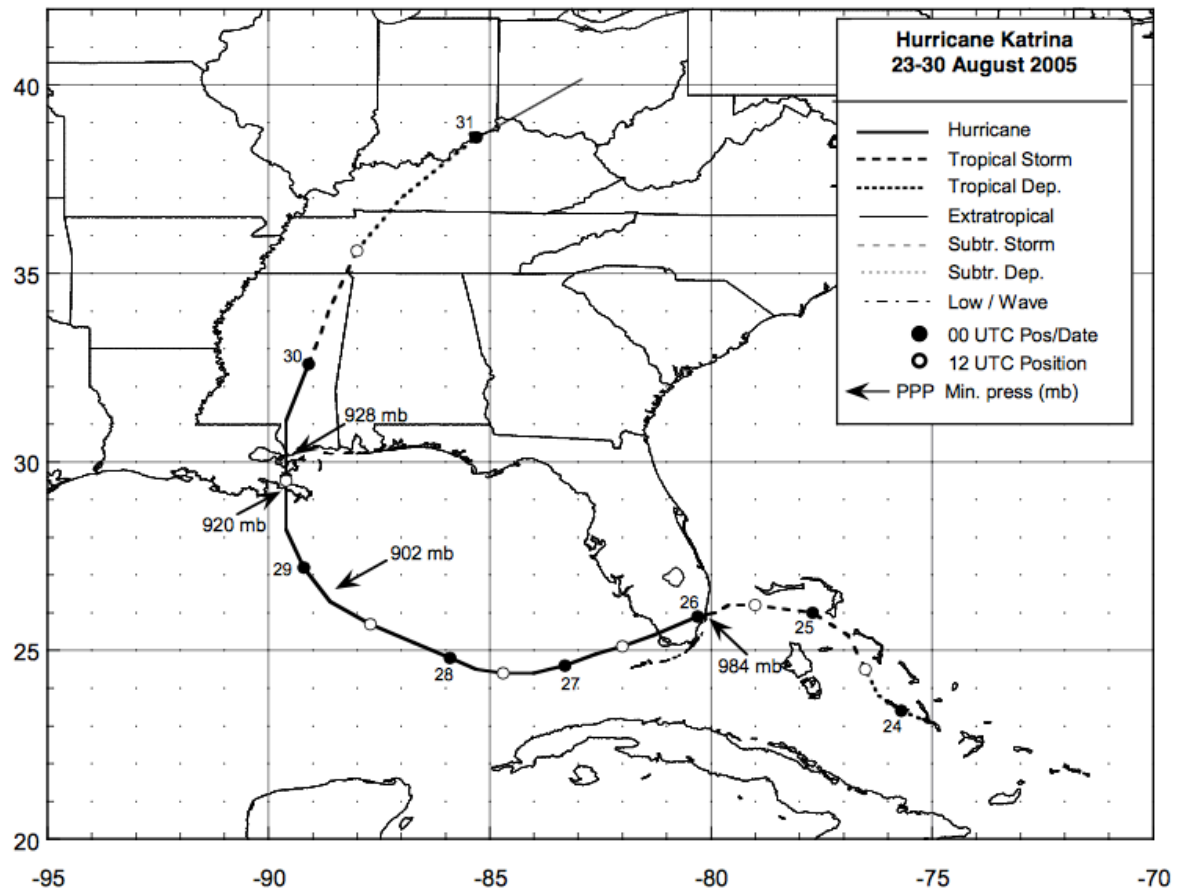 Hurricane Katrina
23-30 August 2005
Hurricane
Tropical Storm
Tropical Dep.
Extratropical
Subtr. Storm
Subtr. Dep.
Low / Wave
00 UTC Pos/Date
12 UTC Position
PPP Min. press (mb)
40
31
35
30
928 mb
30
920 mb
902 mb
29
26
25
25
984 mb
28
27
24
20
-95
-90
-85
-80
-75
-70